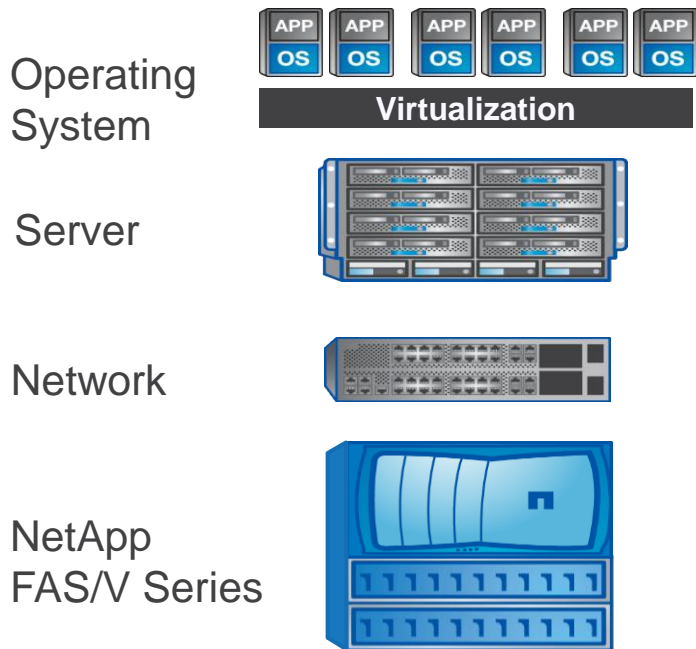 APP APP APP APP APP APP
OS OS OS OS OS OS
Operating
System
Virtualization
Server
Network
NetApp
FAS/V Series